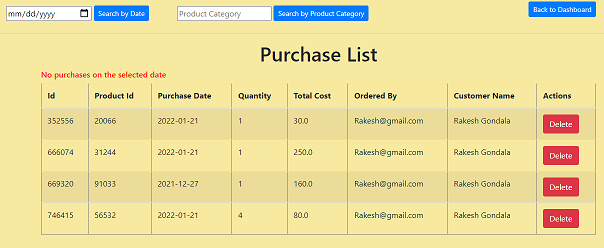 mm/dd/yyyy Search by Date Product Category Search by Product Category Back to Dashboard
Purchase List
No purchases on the selected date
Id Product Id Purchase Date Quantity Total Cost Ordered By Customer Name Actions
352556 20066 2022-01-21 1 30.0 Rakesh@gmail.com Rakesh Gondala Delete
666074 31244 2022-01-21 1 250.0 Rakesh@gmail.com Rakesh Gondala Delete
669320 91033 2021-12-27 1 160.0 Rakesh@gmail.com Rakesh Gondala Delete
746415 56532 2022-01-21 4 80.0 Rakesh@gmail.com Rakesh Gondala Delete